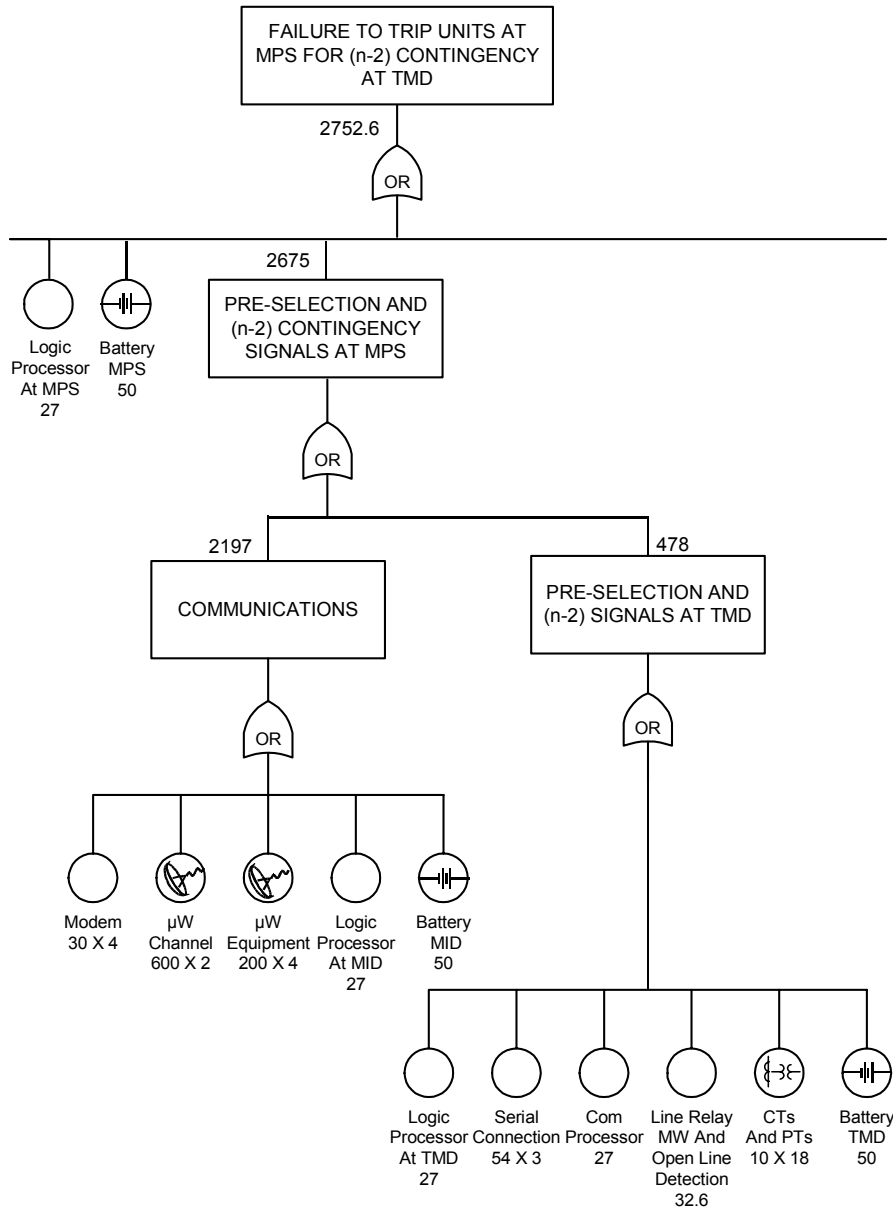 FAILURE TO TRIP UNITS AT
MPS FOR (n-2) CONTINGENCY
AT TMD
2752.6
OR
2675
PRE-SELECTION AND
(n-2) CONTINGENCY
SIGNALS AT MPS
Logic
Processor
At MPS
27
Battery
MPS
50
OR
2197
COMMUNICATIONS
478
PRE-SELECTION AND
(n-2) SIGNALS AT TMD
OR
OR
Modem
30 X 4
µW
Channel
600 X 2
µW
Equipment
200 X 4
Logic
Processor
At MID
27
Battery
MID
50
Logic
Processor
At TMD
27
Serial
Connection
54 X 3
Com
Processor
27
Line Relay
MW And
Open Line
Detection
32.6
CTs
And PTs
10 X 18
Battery
TMD
50